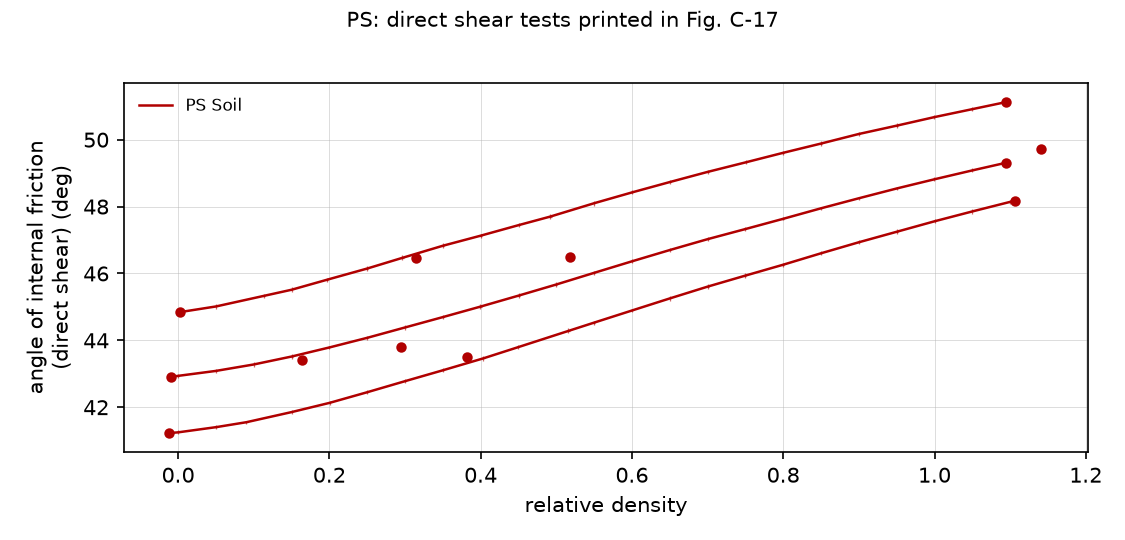 PS: direct shear tests printed in Fig. C-17
PS Soil
angle of internal friction
(direct shear) (deg)
50
48
46
44
42
0.0 0.2 0.4 0.6 0.8 1.0 1.2
relative density